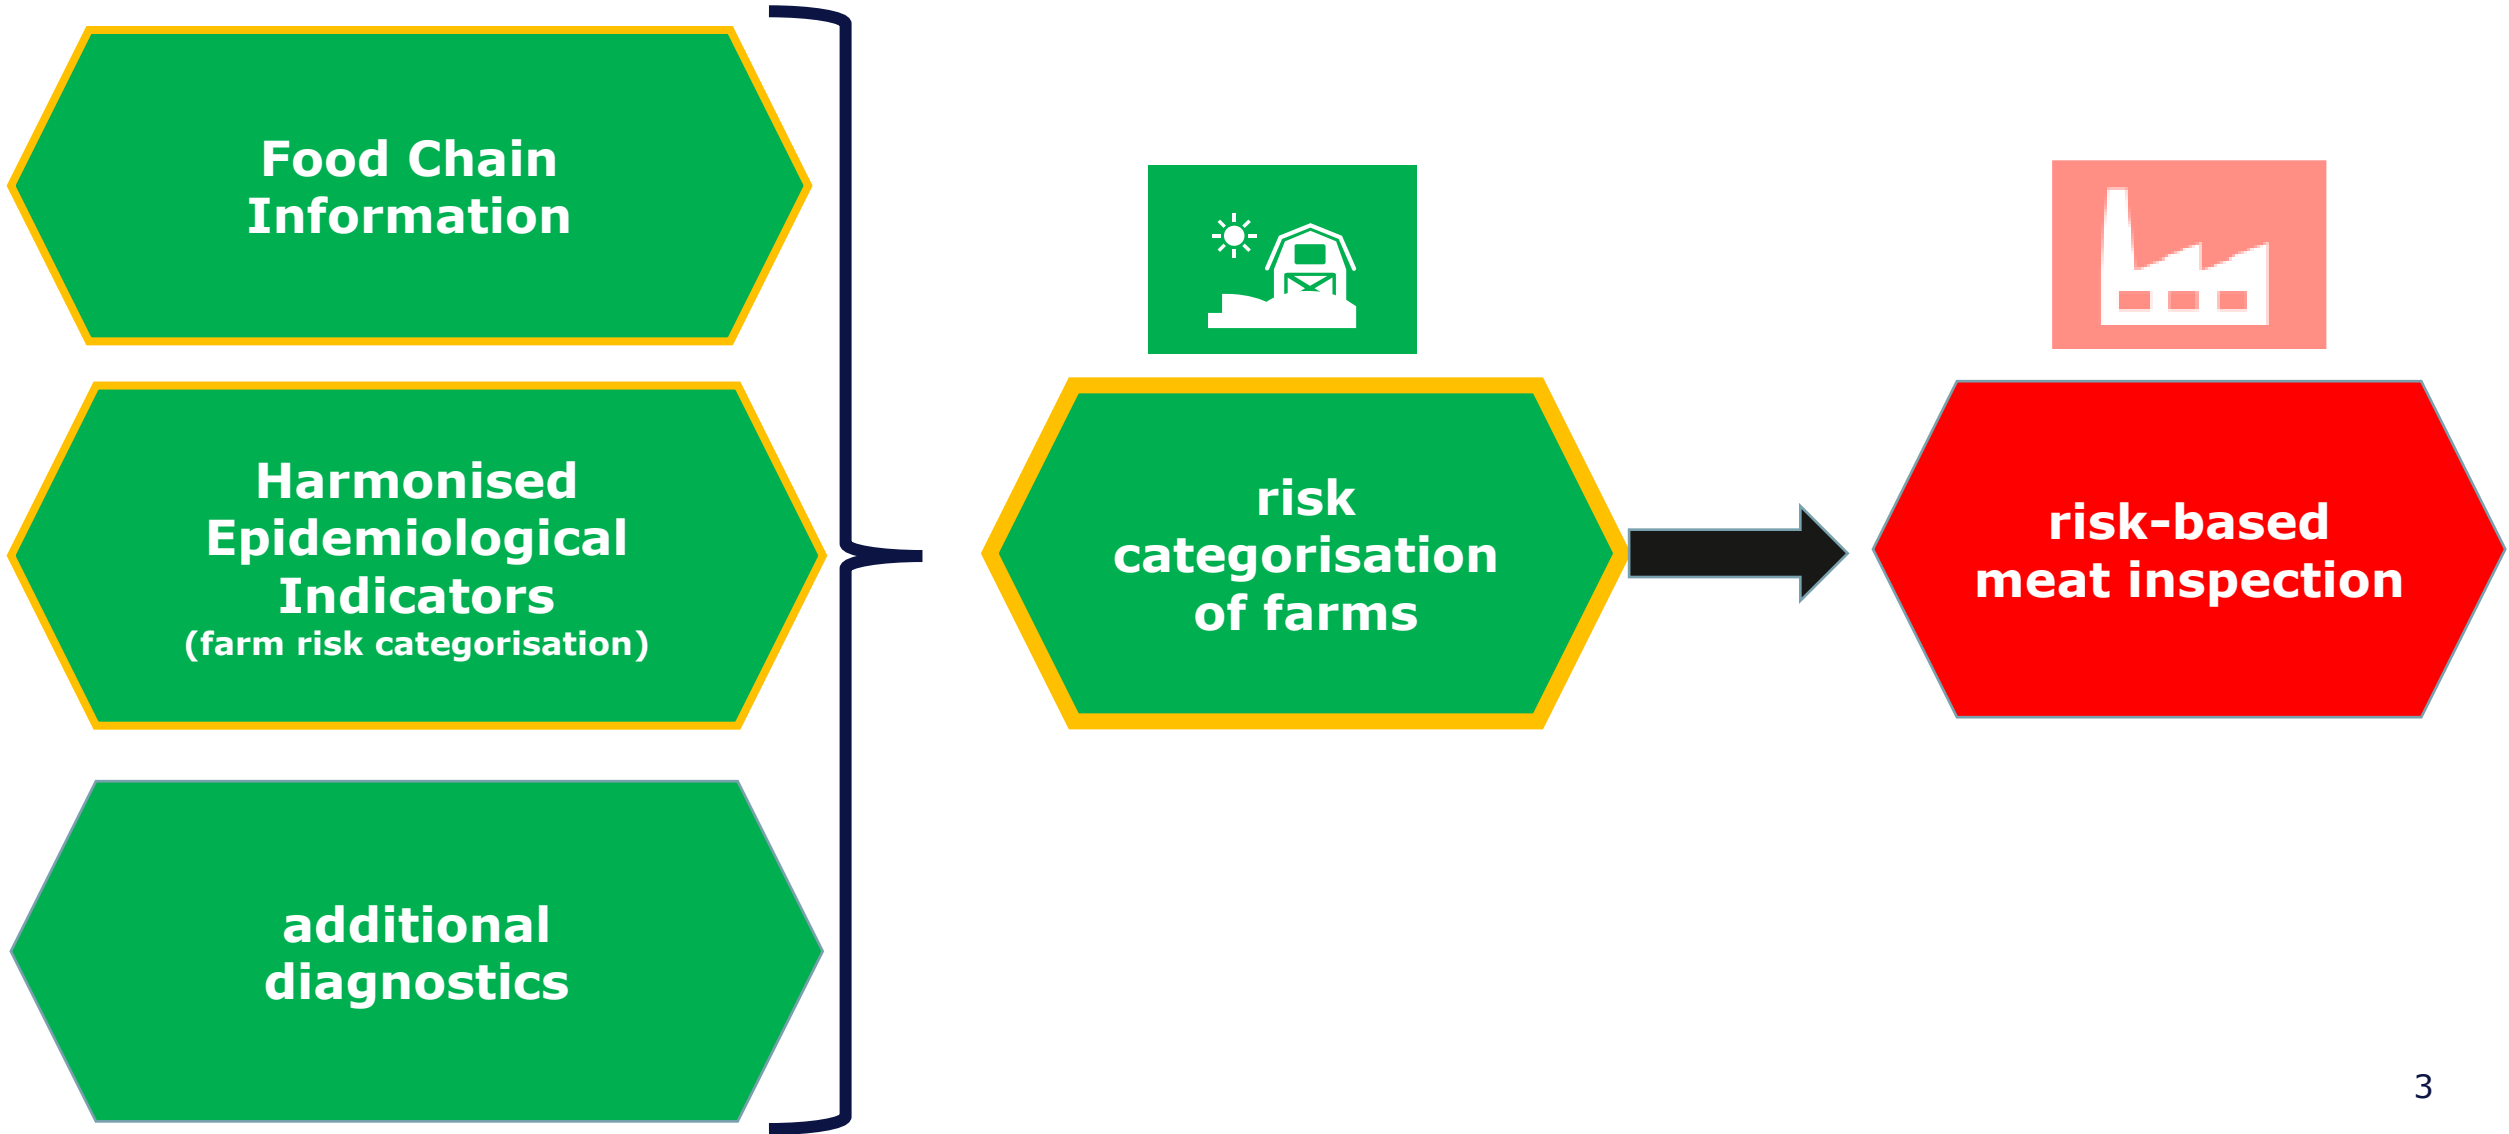 Food Chain
Information
Harmonised
Epidemiological
Indicators
(farm risk categorisation)
additional
diagnostics
risk
categorisation
of farms
risk-based
meat inspection
3